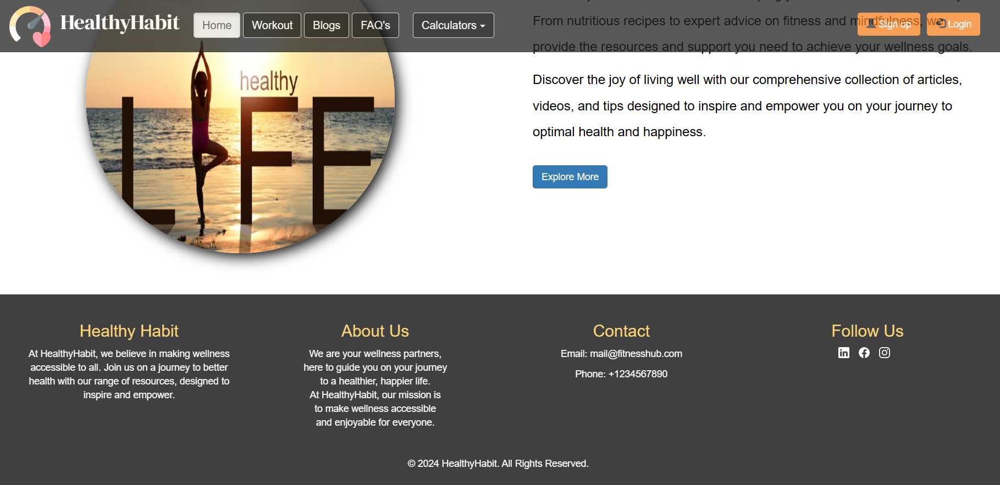 HealthyHabit
Home
Workout
Blogs
FAQ's
Calculators
Sign up
Login
From nutritious recipes to expert advice on fitness and mindfulness, we
provide the resources and support you need to achieve your wellness goals.
healthy
LIFE
Discover the joy of living well with our comprehensive collection of articles,
videos, and tips designed to inspire and empower you on your journey to
optimal health and happiness.
Explore More
Healthy Habit
At HealthyHabit, we believe in making wellness
accessible to all. Join us on a journey to better
health with our range of resources, designed to
inspire and empower.
About Us
We are your wellness partners,
here to guide you on your journey
to a healthier, happier life.
At HealthyHabit, our mission is
to make wellness accessible
and enjoyable for everyone.
Contact
Email: mail@fitnesshub.com
Phone: +1234567890
Follow Us
© 2024 HealthyHabit. All Rights Reserved.